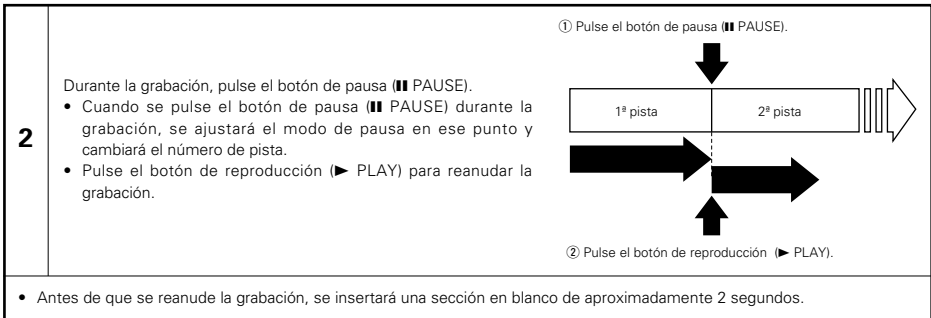 2
Durante la grabación, pulse el botón de pausa (❚❚ PAUSE).
• Cuando se pulse el botón de pausa (❚❚ PAUSE) durante la
grabación, se ajustará el modo de pausa en ese punto y
cambiará el número de pista.
• Pulse el botón de reproducción (► PLAY) para reanudar la
grabación.
① Pulse el botón de pausa (❚❚ PAUSE).
1ª pista
2ª pista
② Pulse el botón de reproducción (► PLAY).
• Antes de que se reanude la grabación, se insertará una sección en blanco de aproximadamente 2 segundos.